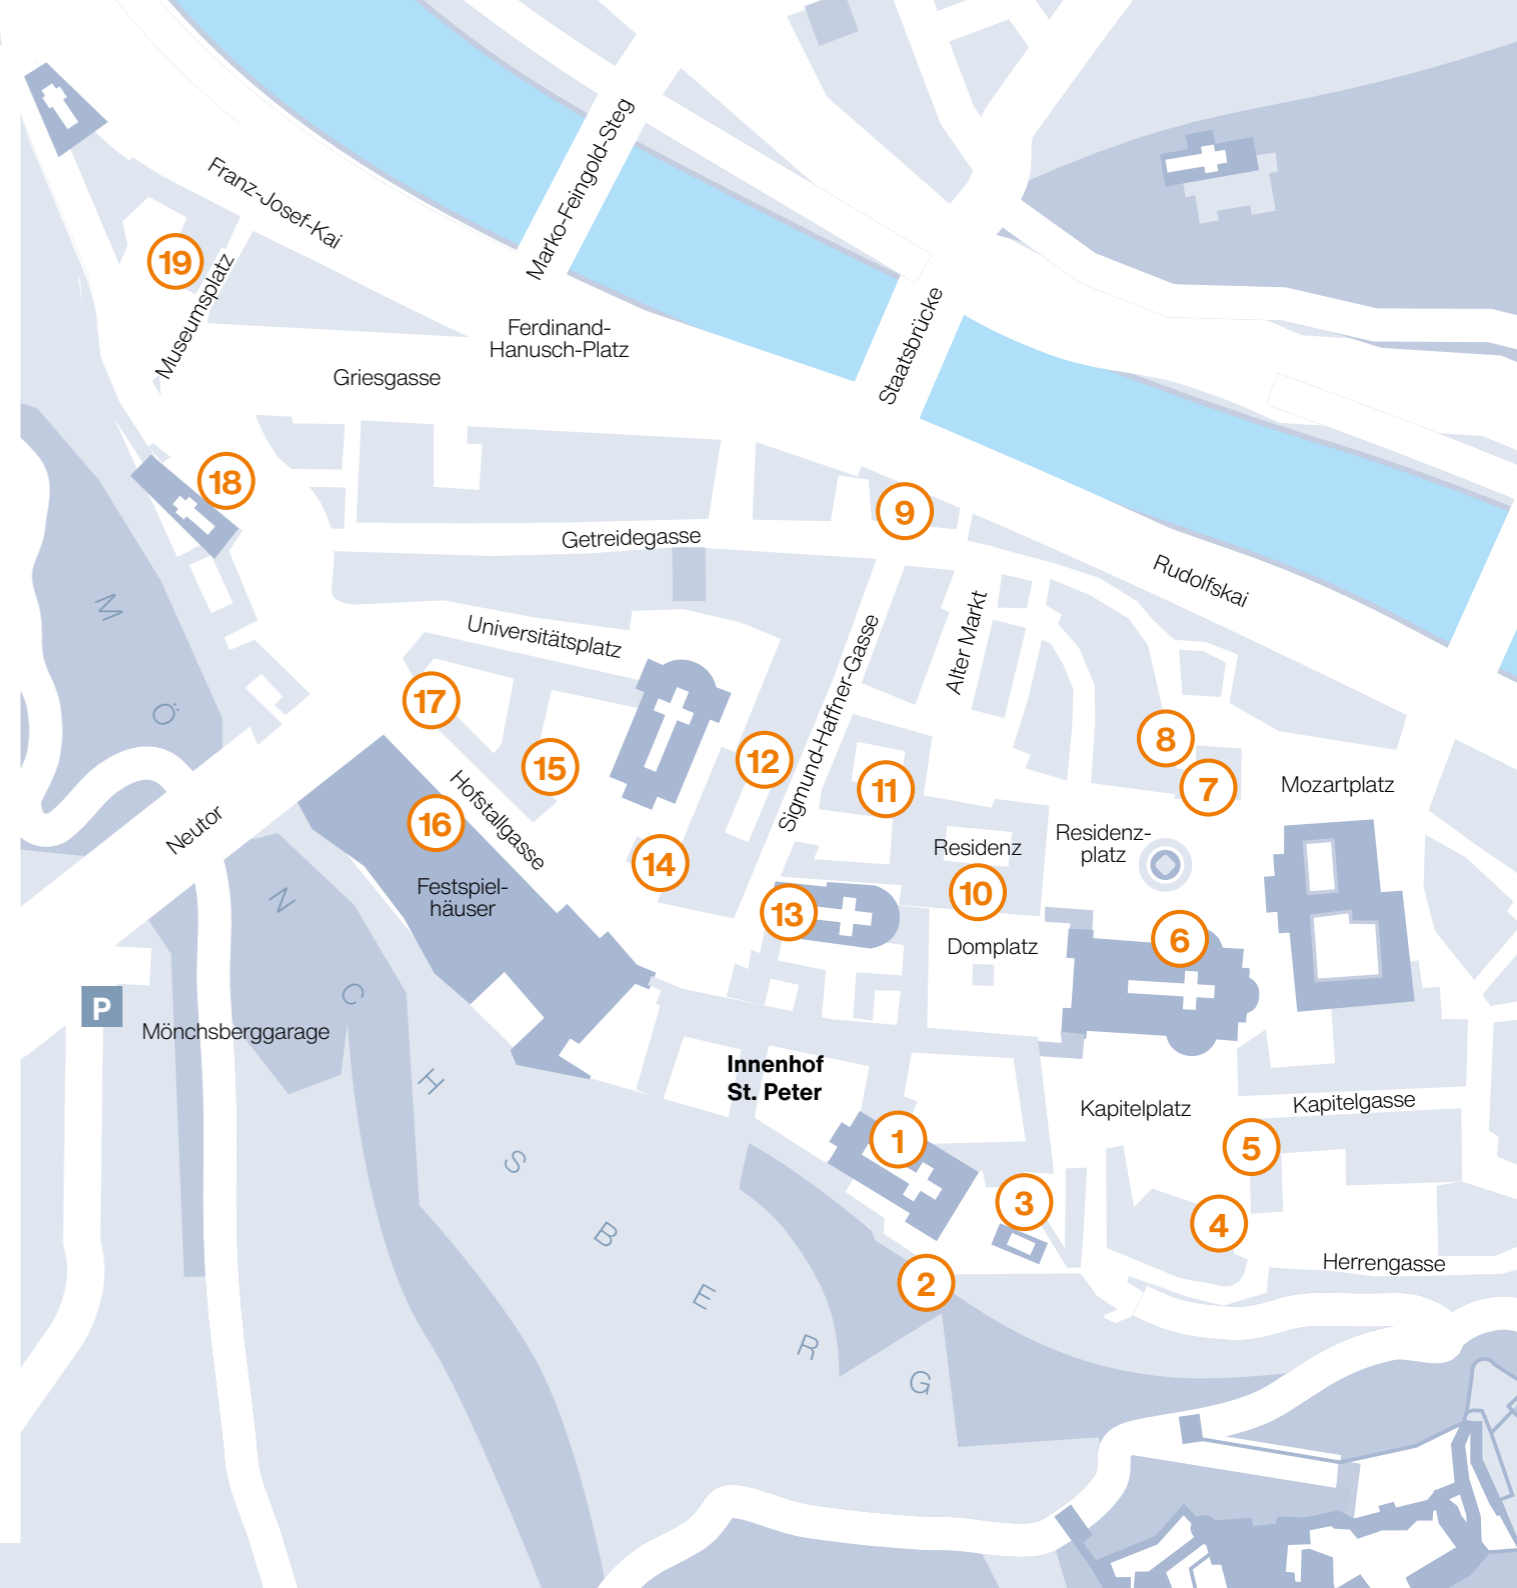 Marko-Feingold-Steg
Franz-Josef-Kai
19
Museumsplatz
Ferdinand-
Hanusch-Platz
Staatsbrücke
Griesgasse
18
9
Getreidegasse
Rudolfskai
Universitätsplatz
Sigmund-Haffner-Gasse
Alter Markt
17
8
15
12
11
7
Mozartplatz
Neutor
16
Hofstallgasse
14
Residenz
Residenz-
platz
Festspiel-
häuser
10
13
6
Domplatz
P
Mönchsberggarage
Innenhof
St. Peter
Kapitelplatz
Kapitelgasse
1
5
3
4
2
Herrengasse
M Ö N C H S B E R G